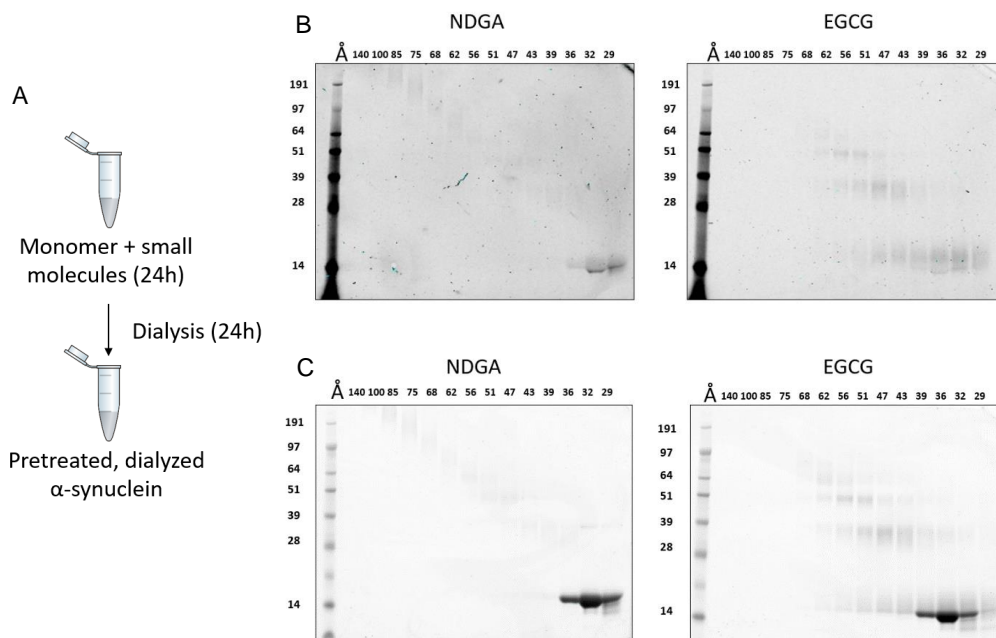 A
Monomer + small
molecules (24h)
Dialysis (24h)
Pretreated, dialyzed
α-synuclein
B
NDGA
Å 140 100 85 75 68 62 56 51 47 43 39 36 32 29
191
97
64
51
39
28
14
EGCG
Å 140 100 85 75 68 62 56 51 47 43 39 36 32 29
191
97
64
51
39
28
14
C
NDGA
Å 140 100 85 75 68 62 56 51 47 43 39 36 32 29
191
97
64
51
39
28
14
EGCG
Å 140 100 85 75 68 62 56 51 47 43 39 36 32 29
191
97
64
51
39
28
14